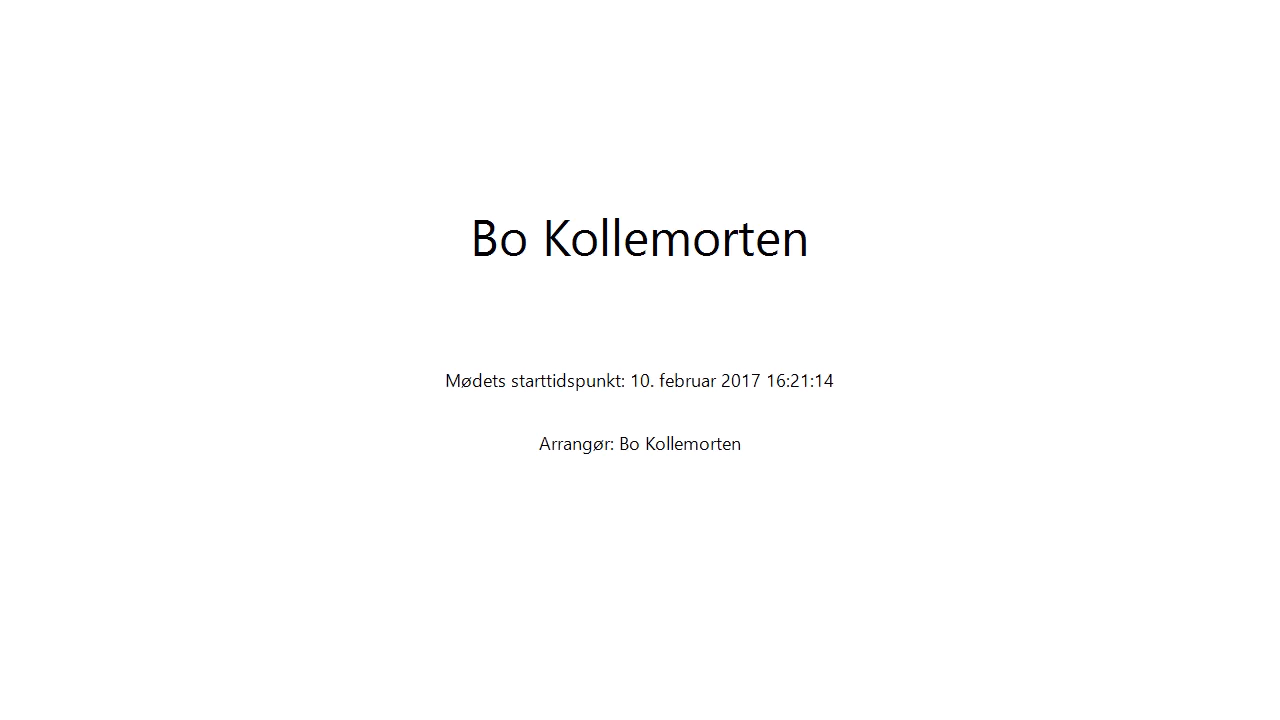 Bo Kollemorten
Mødets starttidspunkt: 10. februar 2017 16:21:14
Arrangør: Bo Kollemorten